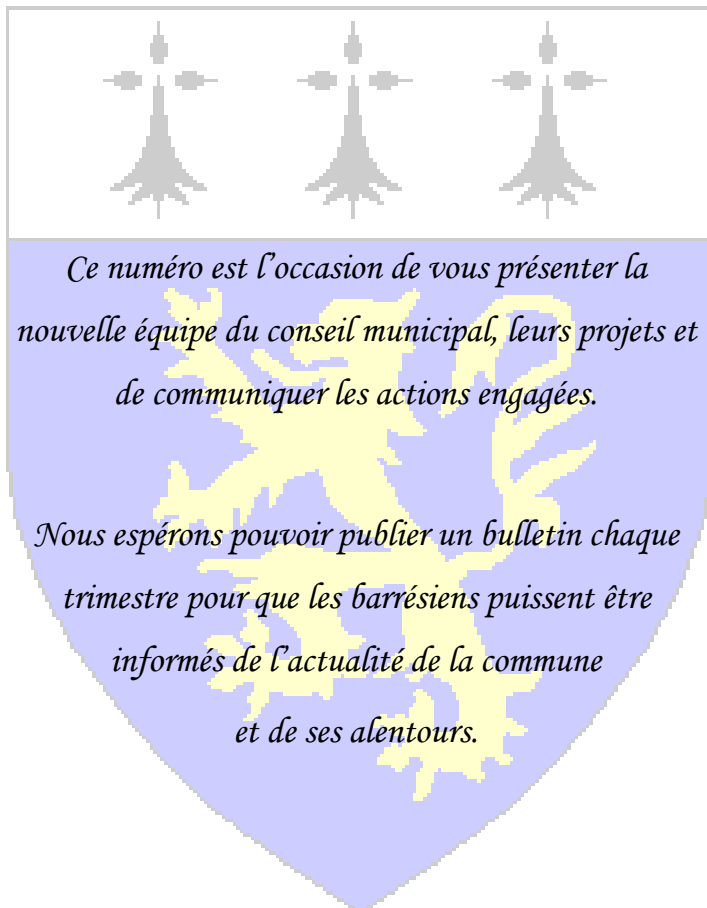 Ce numéro est l'occasion de vous présenter la
nouvelle équipe du conseil municipal, leurs projets et
de communiquer les actions engagées.
Nous espérons pouvoir publier un bulletin chaque
trimestre pour que les barrésiens puissent être
informés de l'actualité de la commune
et de ses alentours.